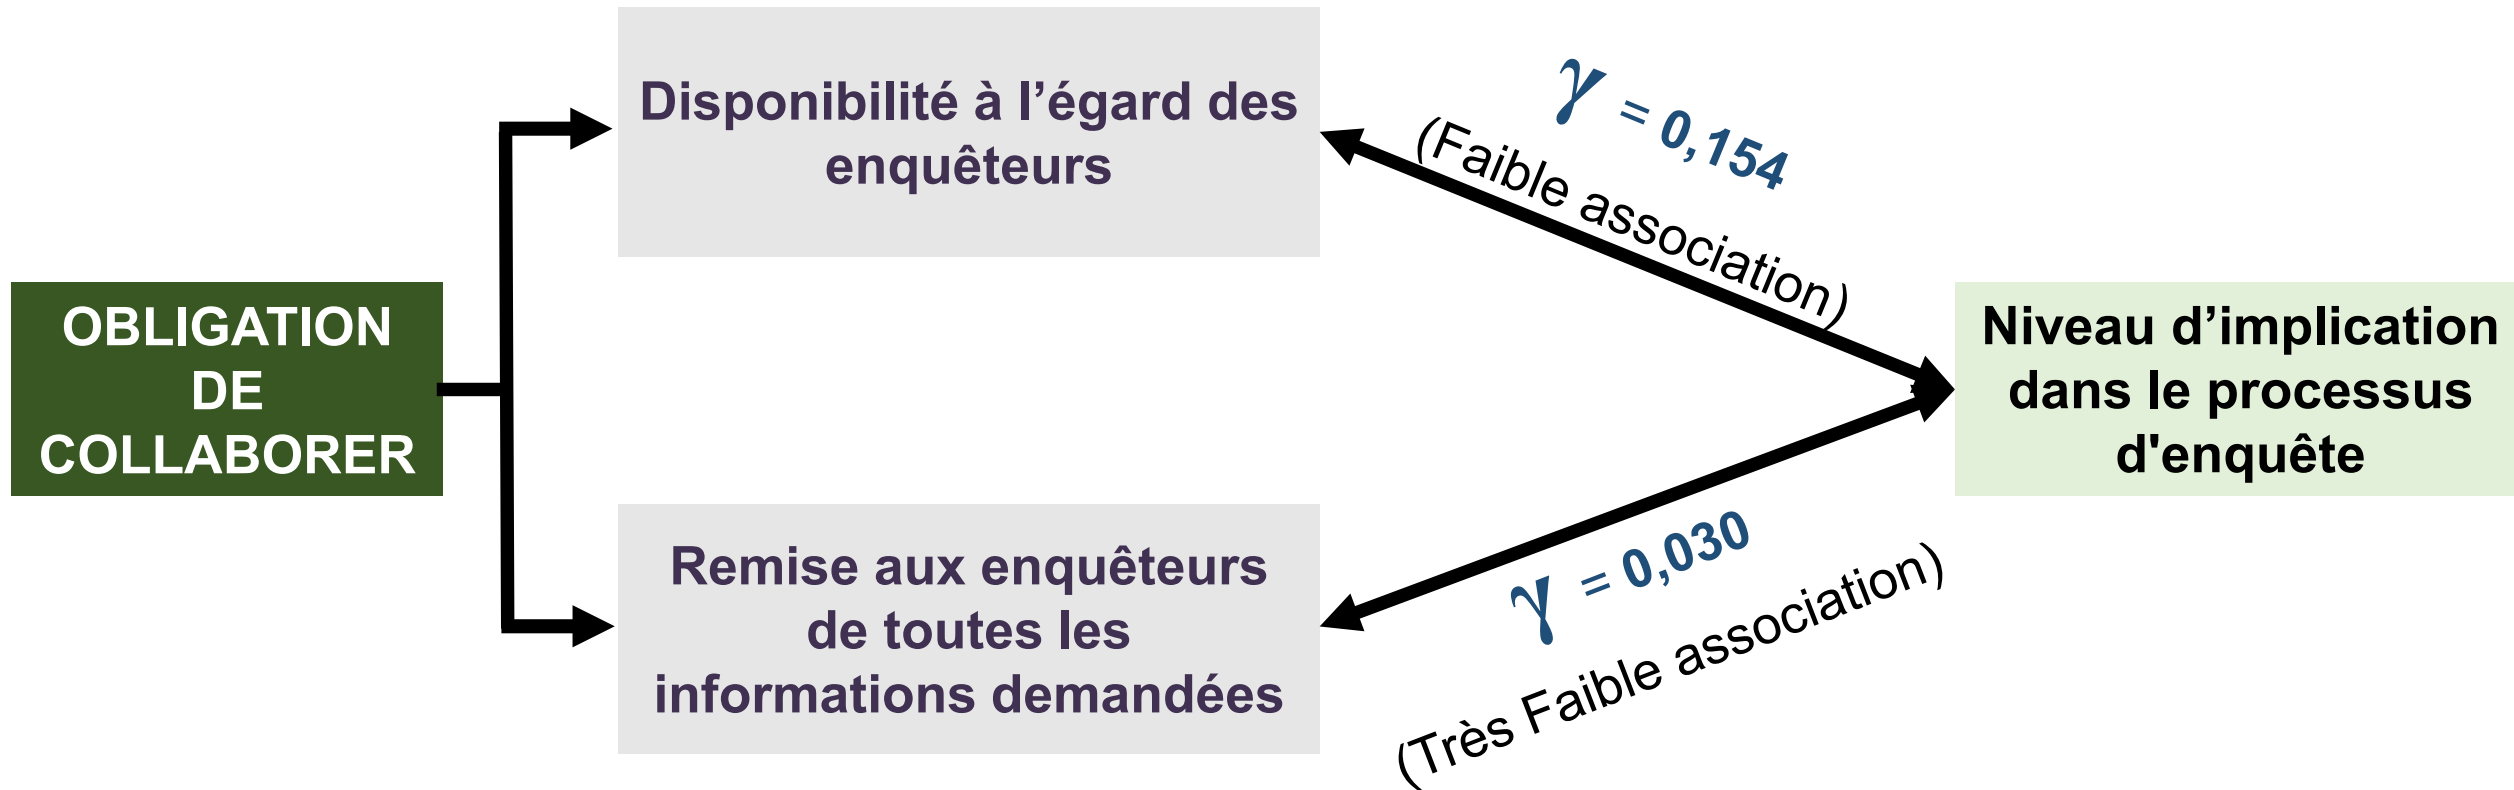 OBLIGATION
DE
COLLABORER
Disponibilité à l’égard des
enquêteurs
Remise aux enquêteurs
de toutes les
informations demandées
γ = 0,154
(Faible association)
γ = 0,030
(Très Faible association)
Niveau d’implication
dans le processus
d'enquête